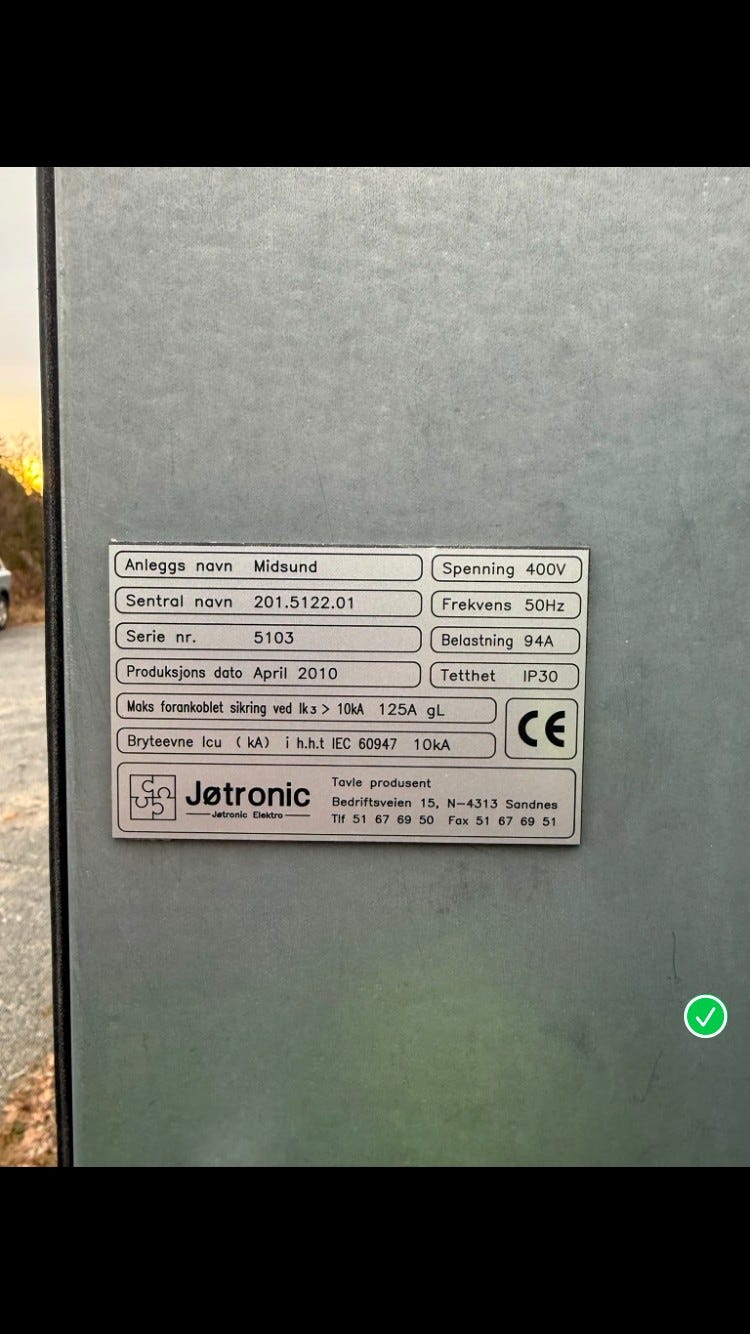 Anleggs navn Midsund
Spenning 400V
Sentral navn 201.5122.01
Frekvens 50Hz
Serie nr. 5103
Belastning 94A
Produksjons dato April 2010
Tetthet IP30
Maks forankoblet sikring ved Ik3 > 10kA 125A gL
Bryteevne Icu ( kA) i h.h.t IEC 60947 10kA
CE
Jøtronic
Jøtronic Elektro
Tavle produsent
Bedriftsveien 15, N-4313 Sandnes
Tlf 51 67 69 50 Fax 51 67 69 51